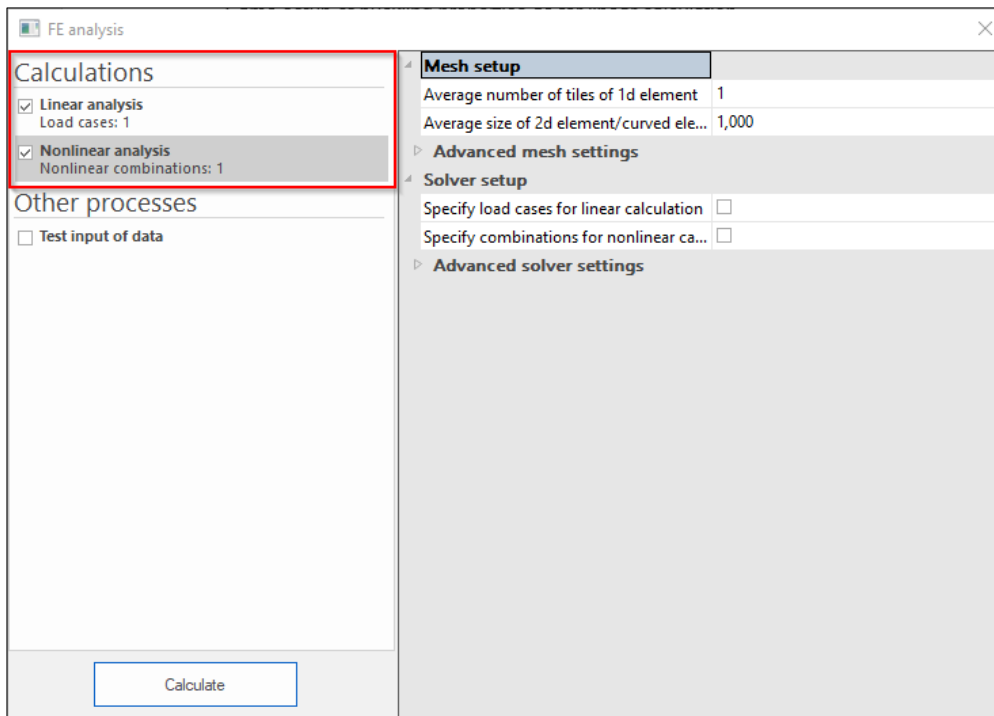 FE analysis
Calculations
Linear analysis
Load cases: 1
Nonlinear analysis
Nonlinear combinations: 1
Other processes
Test input of data
Calculate
Mesh setup
Average number of tiles of 1d element 1
Average size of 2d element/curved ele... 1,000
Advanced mesh settings
Solver setup
Specify load cases for linear calculation
Specify combinations for nonlinear ca...
Advanced solver settings